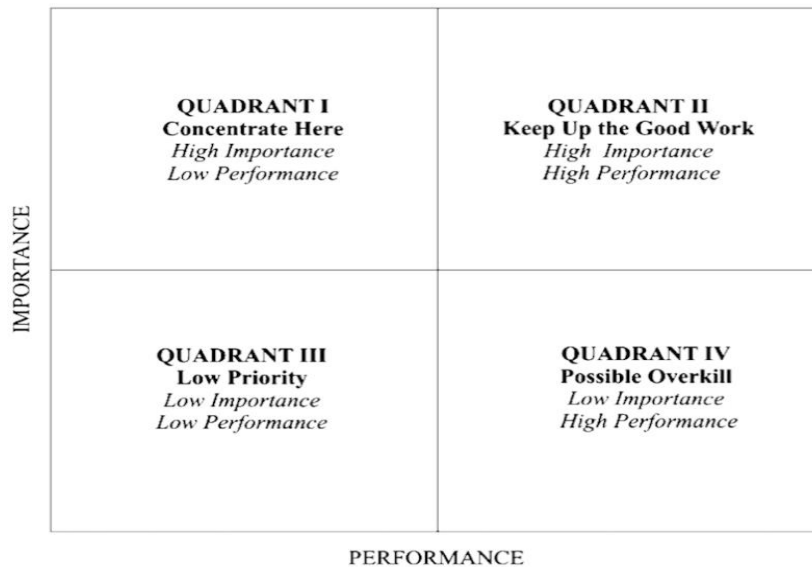 QUADRANT I
Concentrate Here
High Importance
Low Performance
QUADRANT II
Keep Up the Good Work
High Importance
High Performance
IMPORTANCE
QUADRANT III
Low Priority
Low Importance
Low Performance
QUADRANT IV
Possible Overkill
Low Importance
High Performance
PERFORMANCE